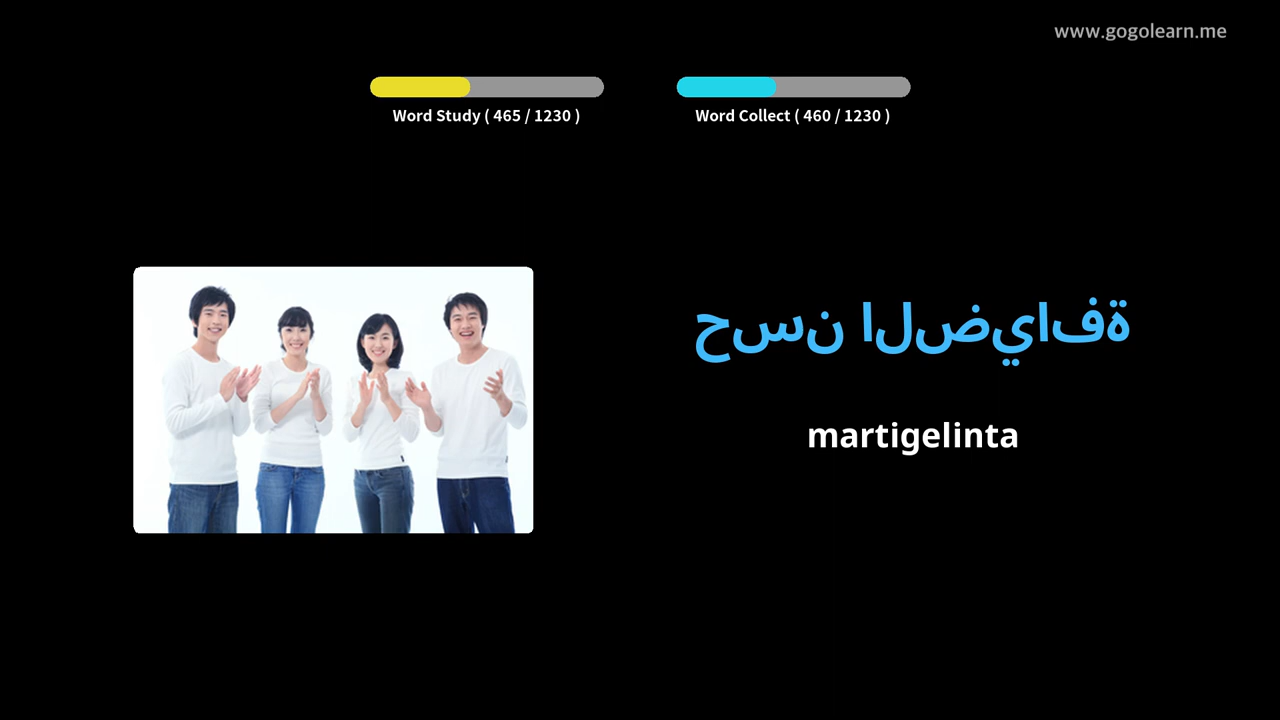 www.gogolearn.me
Word Study ( 465 / 1230 )
Word Collect ( 460 / 1230 )
حسن الضيافة
martigelinta